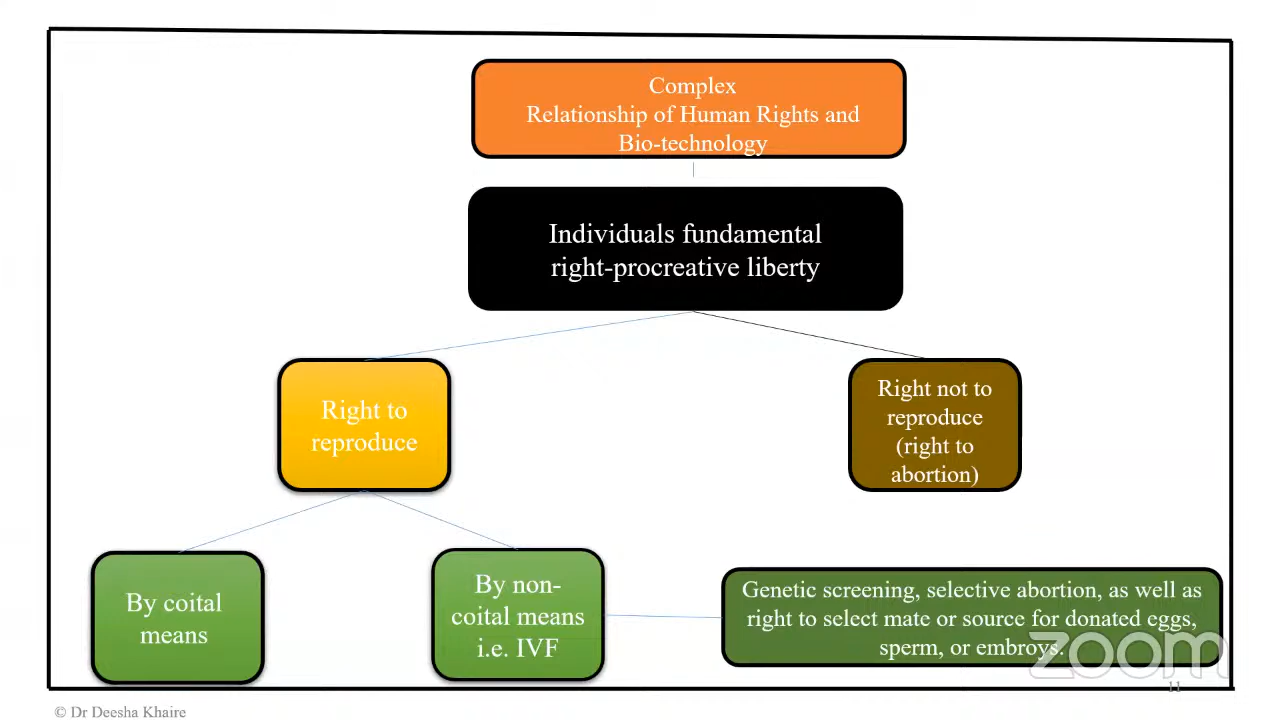 Complex
Relationship of Human Rights and
Bio-technology
Individuals fundamental
right-procreative liberty
Right to
reproduce
Right not to
reproduce
(right to
abortion)
By coital
means
By non-
coital means
i.e. IVF
Genetic screening, selective abortion, as well as
right to select mate or source for donated eggs,
sperm, or embroys.
zoom
11
© Dr Deesha Khaire